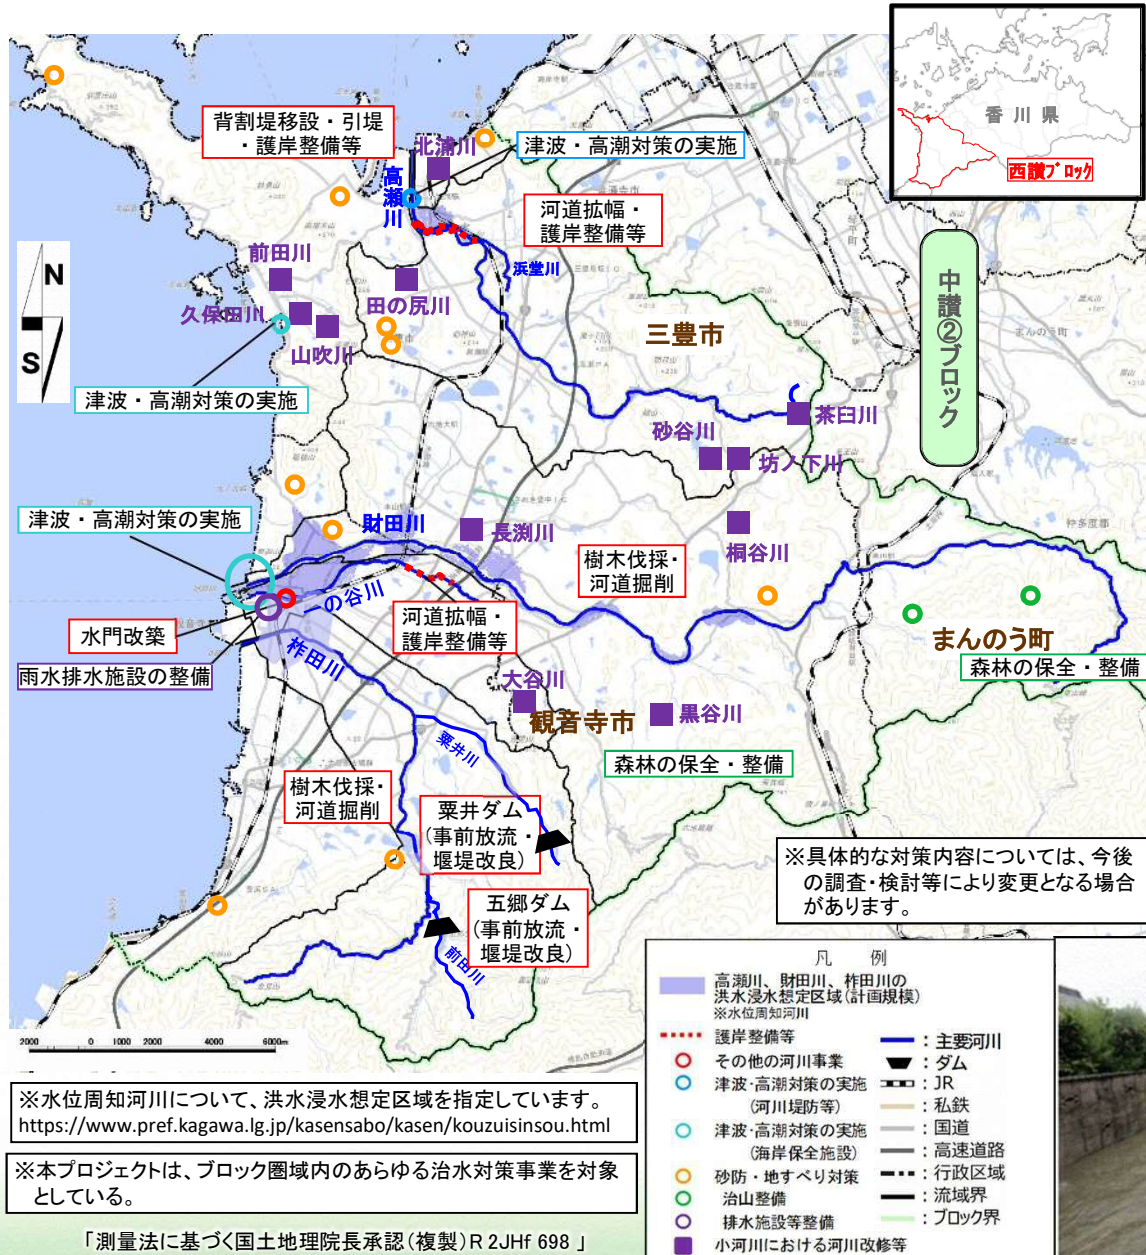 香川県
西讃ブロック
背割堤移設・引堤
・護岸整備等
北浦川
津波・高潮対策の実施
高瀬川
河道拡幅・
護岸整備等
浜堂川
前田川
田の尻川
久保田川
山吹川
三豊市
中讃②ブロック
N
S
津波・高潮対策の実施
茶臼川
砂谷川
坊ノ下川
津波・高潮対策の実施
財田川
長渕川
樹木伐採・
河道掘削
桐谷川
一の谷川
河道拡幅・
護岸整備等
水門改築
雨水排水施設の整備
柞田川
まんのう町
森林の保全・整備
大谷川
観音寺市
黒谷川
粟井川
森林の保全・整備
樹木伐採・
河道掘削
粟井ダム
(事前放流・
堰堤改良)
五郷ダム
(事前放流・
堰堤改良)
前田川
※具体的な対策内容については、今後
の調査・検討等により変更となる場合
があります。
2000 0 2000 4000 6000m
凡 例
高瀬川、財田川、柞田川の
洪水浸水想定区域(計画規模)
※水位周知河川
護岸整備等
その他の河川事業
津波・高潮対策の実施
(河川堤防等)
津波・高潮対策の実施
(海岸保全施設)
砂防・地すべり対策
治山整備
排水施設等整備
小河川における河川改修等
：主要河川
：ダム
：JR
：私鉄
：国道
：高速道路
：行政区域
：流域界
：ブロック界
※水位周知河川について、洪水浸水想定区域を指定しています。
https://www.pref.kagawa.lg.jp/kasensabo/kasen/kouzuisinsou.html
※本プロジェクトは、ブロック圏域内のあらゆる治水対策事業を対象
としている。
「測量法に基づく国土地理院長承認(複製)R 2JHf 698 」